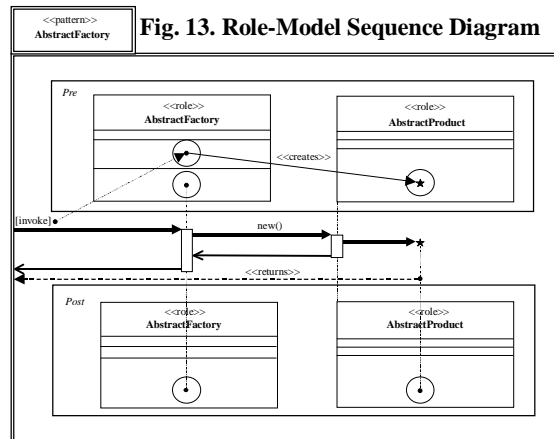 <<pattern>>
AbstractFactory
Fig. 13. Role-Model Sequence Diagram
Pre
<<role>>
AbstractFactory
<<role>>
AbstractProduct
<<creates>>
[invoke]
new()
<<returns>>
Post
<<role>>
AbstractFactory
<<role>>
AbstractProduct